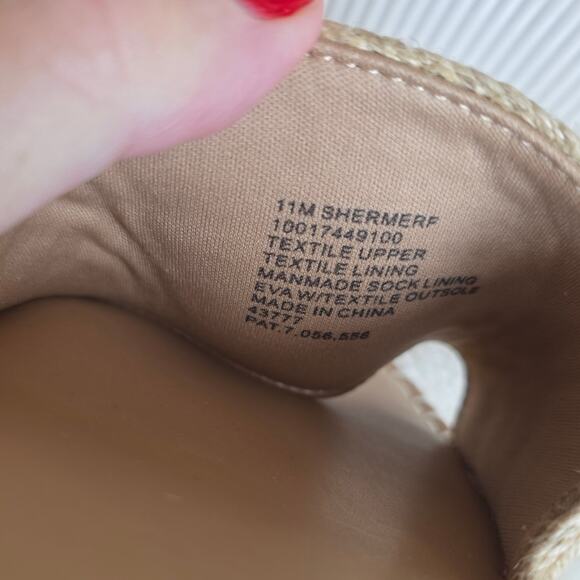 11M SHERMERF
10017449100
TEXTILE UPPER
TEXTILE LINING
MANMADE SOCK LINING
EVA W/TEXTILE OUTSOLE
MADE IN CHINA
43777
PAT.7,056,556